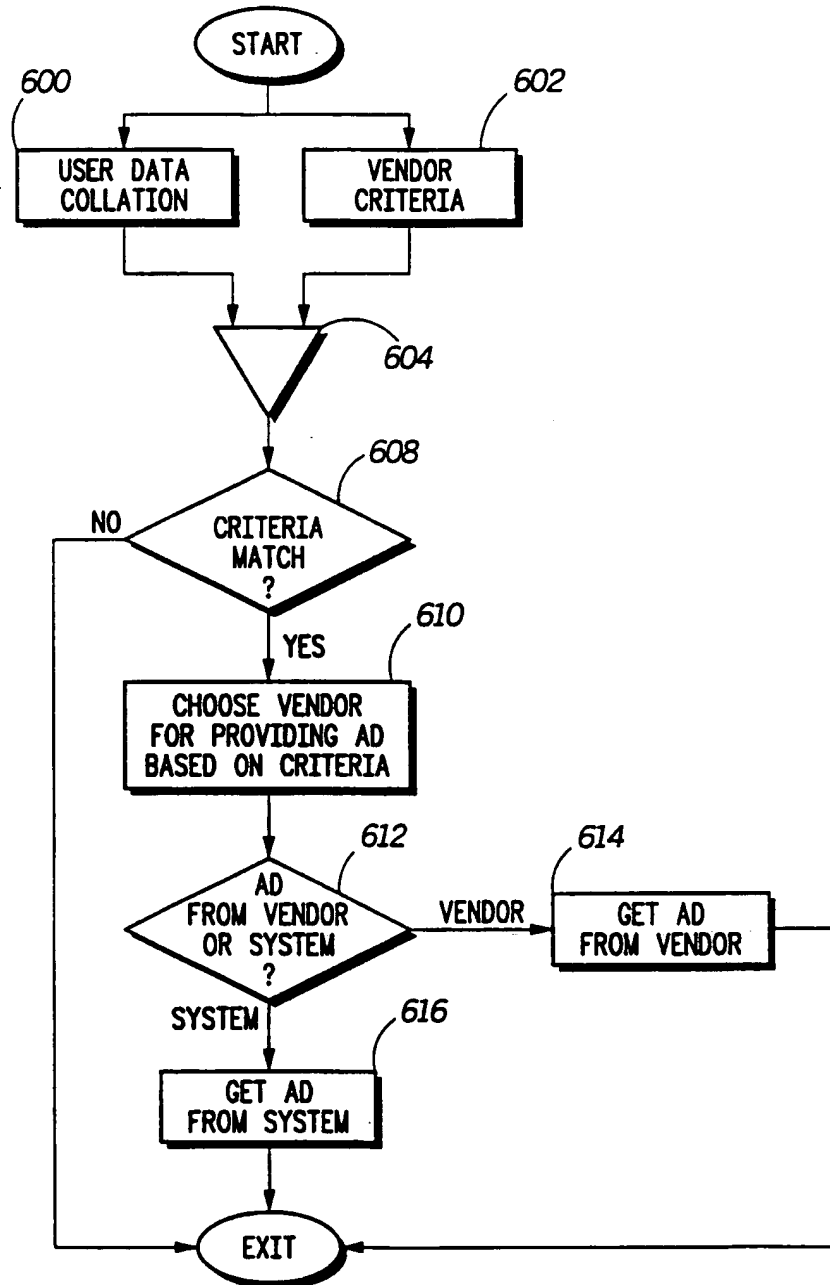 START
600
602
USER DATA
COLLATION
VENDOR
CRITERIA
604
608
NO
CRITERIA
MATCH
?
YES
610
CHOOSE VENDOR
FOR PROVIDING AD
BASED ON CRITERIA
612
614
AD
FROM VENDOR
OR SYSTEM
?
VENDOR
GET AD
FROM VENDOR
SYSTEM
616
GET AD
FROM SYSTEM
EXIT